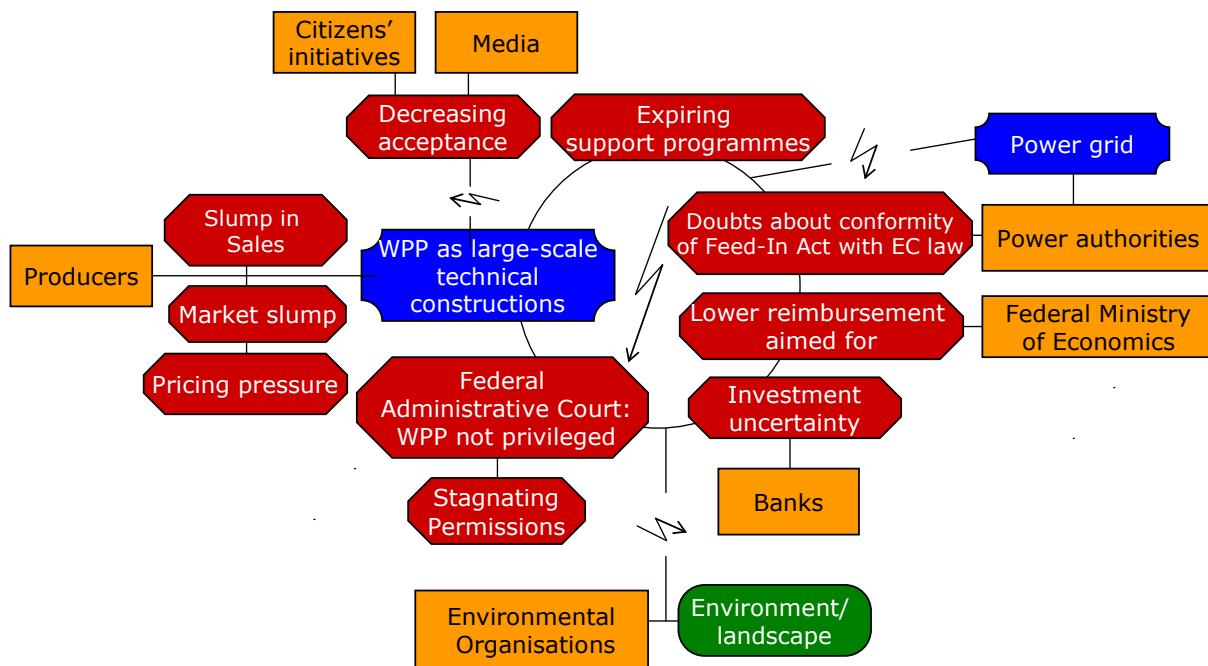 Citizens’
initiatives
Media
Decreasing
acceptance
Expiring
support programmes
Power grid
Slump in
Sales
Doubts about conformity
of Feed-In Act with EC law
Power authorities
Producers
WPP as large-scale
technical
constructions
Market slump
Lower reimbursement
aimed for
Federal Ministry
of Economics
Pricing pressure
Federal
Administrative Court:
WPP not privileged
Investment
uncertainty
Stagnating
Permissions
Banks
Environmental
Organisations
Environment/
landscape